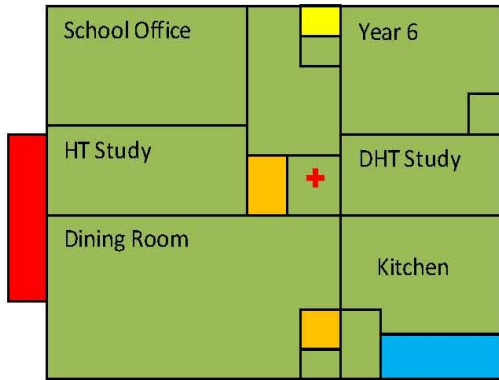 School Office
Year 6
HT Study
DHT Study
Dining Room
Kitchen